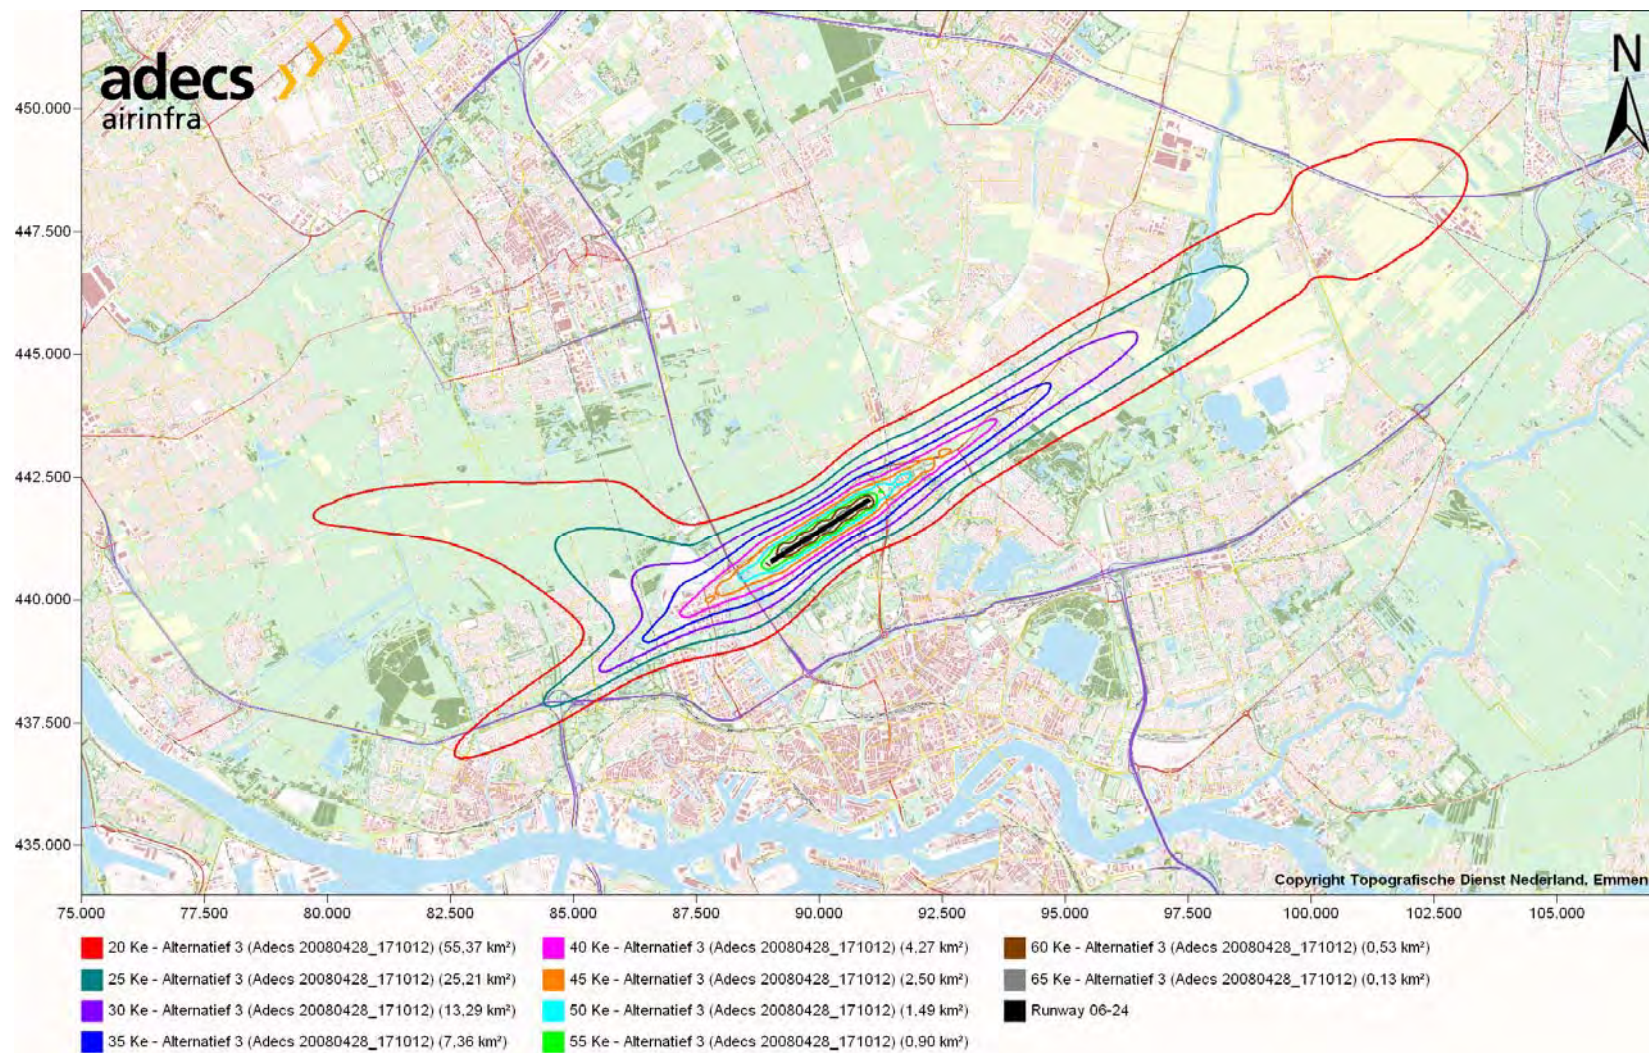 adecs
airinfra
N
450.000
447.500
445.000
442.500
440.000
437.500
435.000
Copyright Topografische Dienst Nederland, Emmen
75.000 77.500 80.000 82.500 85.000 87.500 90.000 92.500 95.000 97.500 100.000 102.500 105.000
20 Ke - Alternatief 3 (Adecs 20080428_171012) (55,37 km²)
25 Ke - Alternatief 3 (Adecs 20080428_171012) (25,21 km²)
30 Ke - Alternatief 3 (Adecs 20080428_171012) (13,29 km²)
35 Ke - Alternatief 3 (Adecs 20080428_171012) (7,36 km²)
40 Ke - Alternatief 3 (Adecs 20080428_171012) (4,27 km²)
45 Ke - Alternatief 3 (Adecs 20080428_171012) (2,50 km²)
50 Ke - Alternatief 3 (Adecs 20080428_171012) (1,49 km²)
55 Ke - Alternatief 3 (Adecs 20080428_171012) (0,90 km²)
60 Ke - Alternatief 3 (Adecs 20080428_171012) (0,53 km²)
65 Ke - Alternatief 3 (Adecs 20080428_171012) (0,13 km²)
Runway 06-24